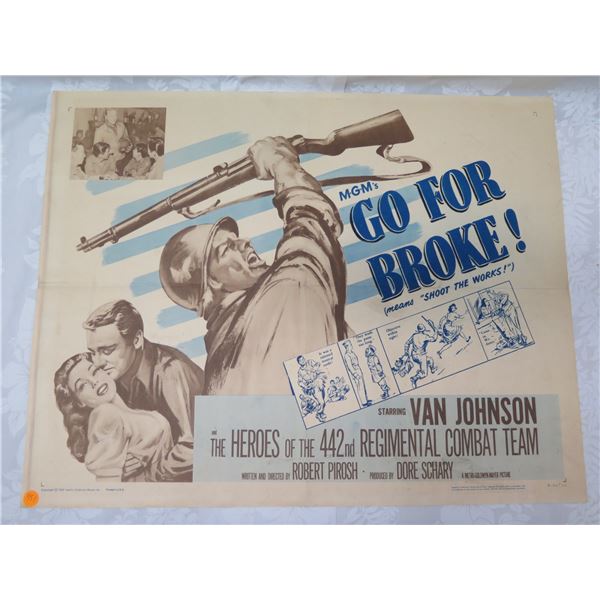 MGM's
GO FOR
BROKE!
(means "SHOOT THE WORKS!")
STARRING VAN JOHNSON
and
THE HEROES OF THE 442nd REGIMENTAL COMBAT TEAM
WRITTEN AND DIRECTED BY ROBERT PIROSH . PRODUCED BY DORE SCHARY
A METRO-GOLDWYN-MAYER PICTURE